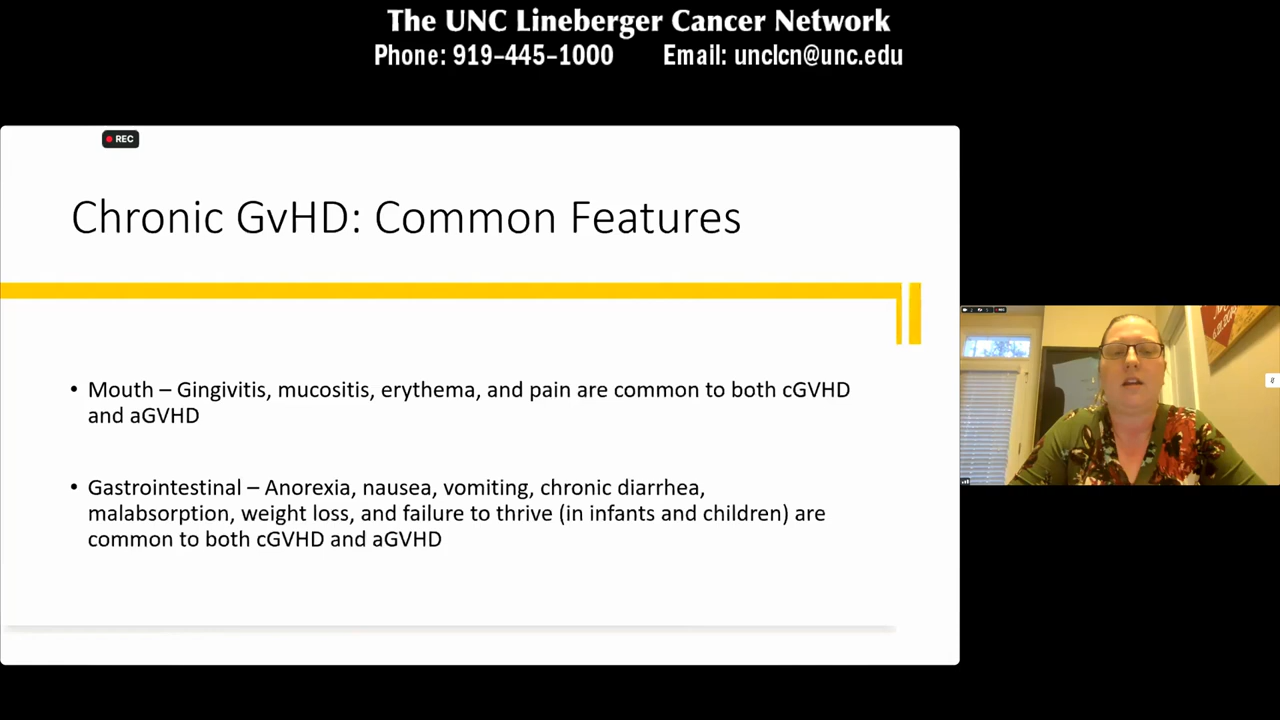 The UNC Lineberger Cancer Network
Phone: 919-445-1000 Email: unclcn@unc.edu
REC
Chronic GvHD: Common Features
• Mouth – Gingivitis, mucositis, erythema, and pain are common to both cGVHD
and aGVHD
• Gastrointestinal – Anorexia, nausea, vomiting, chronic diarrhea,
malabsorption, weight loss, and failure to thrive (in infants and children) are
common to both cGVHD and aGVHD